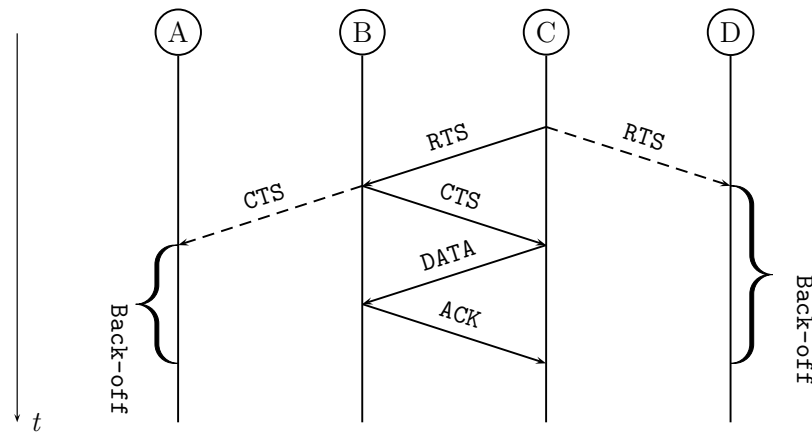 A
B
C
D
RTS
RTS
CTS
CTS
DATA
ACK
Back-off
Back-off
t